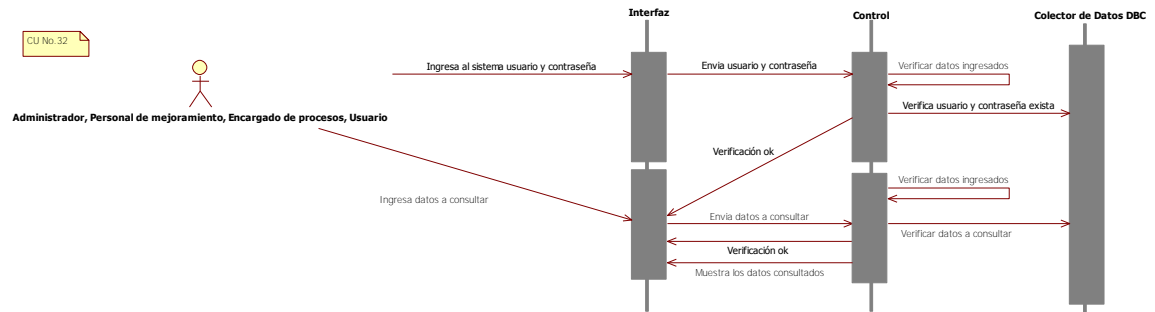 Interfaz
Control
Colector de Datos DBC
CU No.32
Ingresa al sistema usuario y contraseña
Envia usuario y contraseña
Verificar datos ingresados
Verifica usuario y contraseña exista
Administrador, Personal de mejoramiento, Encargado de procesos, Usuario
Verificación ok
Verificar datos ingresados
Ingresa datos a consultar
Envia datos a consultar
Verificar datos a consultar
Verificación ok
Muestra los datos consultados